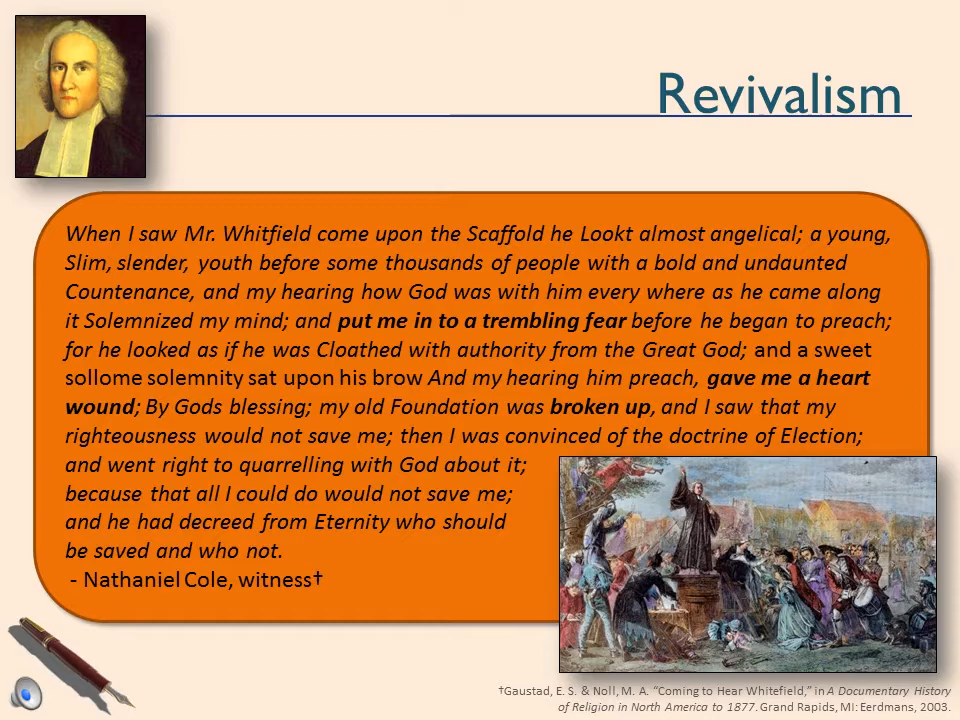 Revivalism
When I saw Mr. Whitfield come upon the Scaffold he Lookt almost angelical; a young,
Slim, slender, youth before some thousands of people with a bold and undaunted
Countenance, and my hearing how God was with him every where as he came along
it Solemnized my mind; and put me in to a trembling fear before he began to preach;
for he looked as if he was Cloathed with authority from the Great God; and a sweet
sollome solemnity sat upon his brow And my hearing him preach, gave me a heart
wound; By Gods blessing; my old Foundation was broken up, and I saw that my
righteousness would not save me; then I was convinced of the doctrine of Election;
and went right to quarrelling with God about it;
because that all I could do would not save me;
and he had decreed from Eternity who should
be saved and who not.
- Nathaniel Cole, witness†
†Gaustad, E. S. & Noll, M. A. “Coming to Hear Whitefield,” in A Documentary History
of Religion in North America to 1877. Grand Rapids, MI: Eerdmans, 2003.